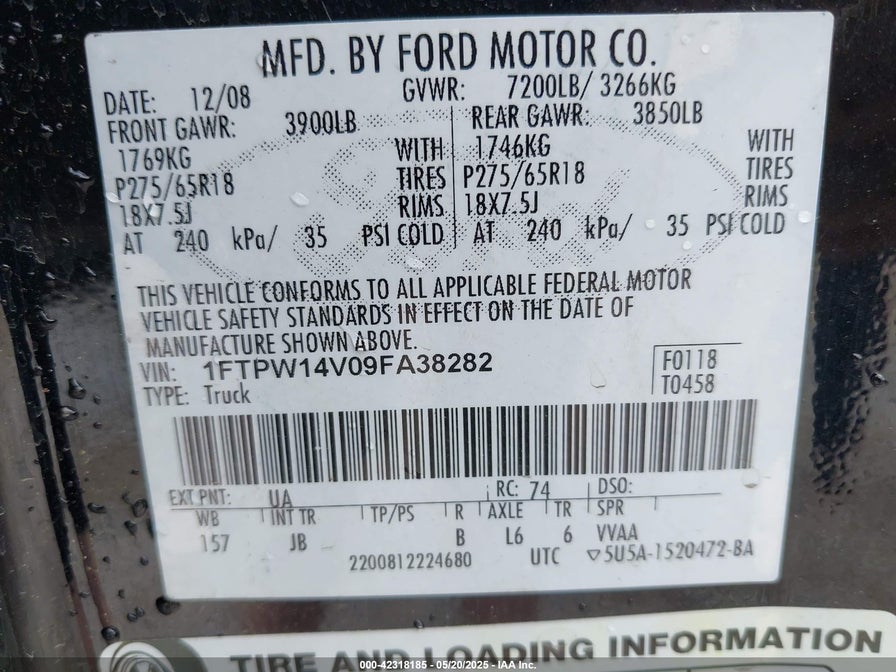 MFD. BY FORD MOTOR CO.
DATE: 12/08 GVWR: 7200LB/ 3266KG
FRONT GAWR: 3900LB REAR GAWR: 3850LB
1769KG WITH 1746KG WITH
P275/65R18 TIRES P275/65R18 TIRES
18X7.5J RIMS 18X7.5J RIMS
AT 240 kPa/ 35 PSI COLD AT 240 kPa/ 35 PSI COLD
THIS VEHICLE CONFORMS TO ALL APPLICABLE FEDERAL MOTOR
VEHICLE SAFETY STANDARDS IN EFFECT ON THE DATE OF
MANUFACTURE SHOWN ABOVE.
VIN: 1FTPW14V09FA38282 F0118
TYPE: Truck T0458
EXT PNT: UA RC: 74 DSO:
WB INT TR TP/PS R AXLE TR SPR
157 JB B L6 6 VVAA
2200812224680 UTC ▽5U5A-1520472-BA
TIRE AND LOADING INFORMATION
000-42318185 - 05/20/2025 - IAA Inc.